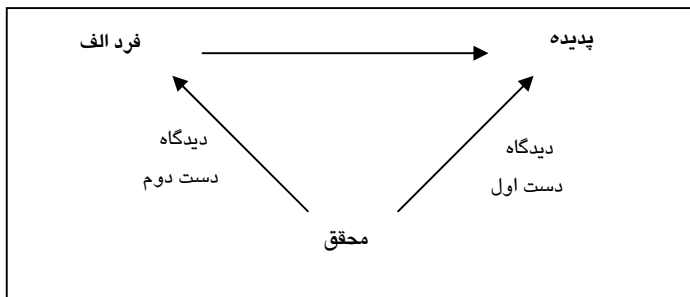 پدیده
فرد الف
دیدگاه
دست اول
دیدگاه
دست دوم
محقق